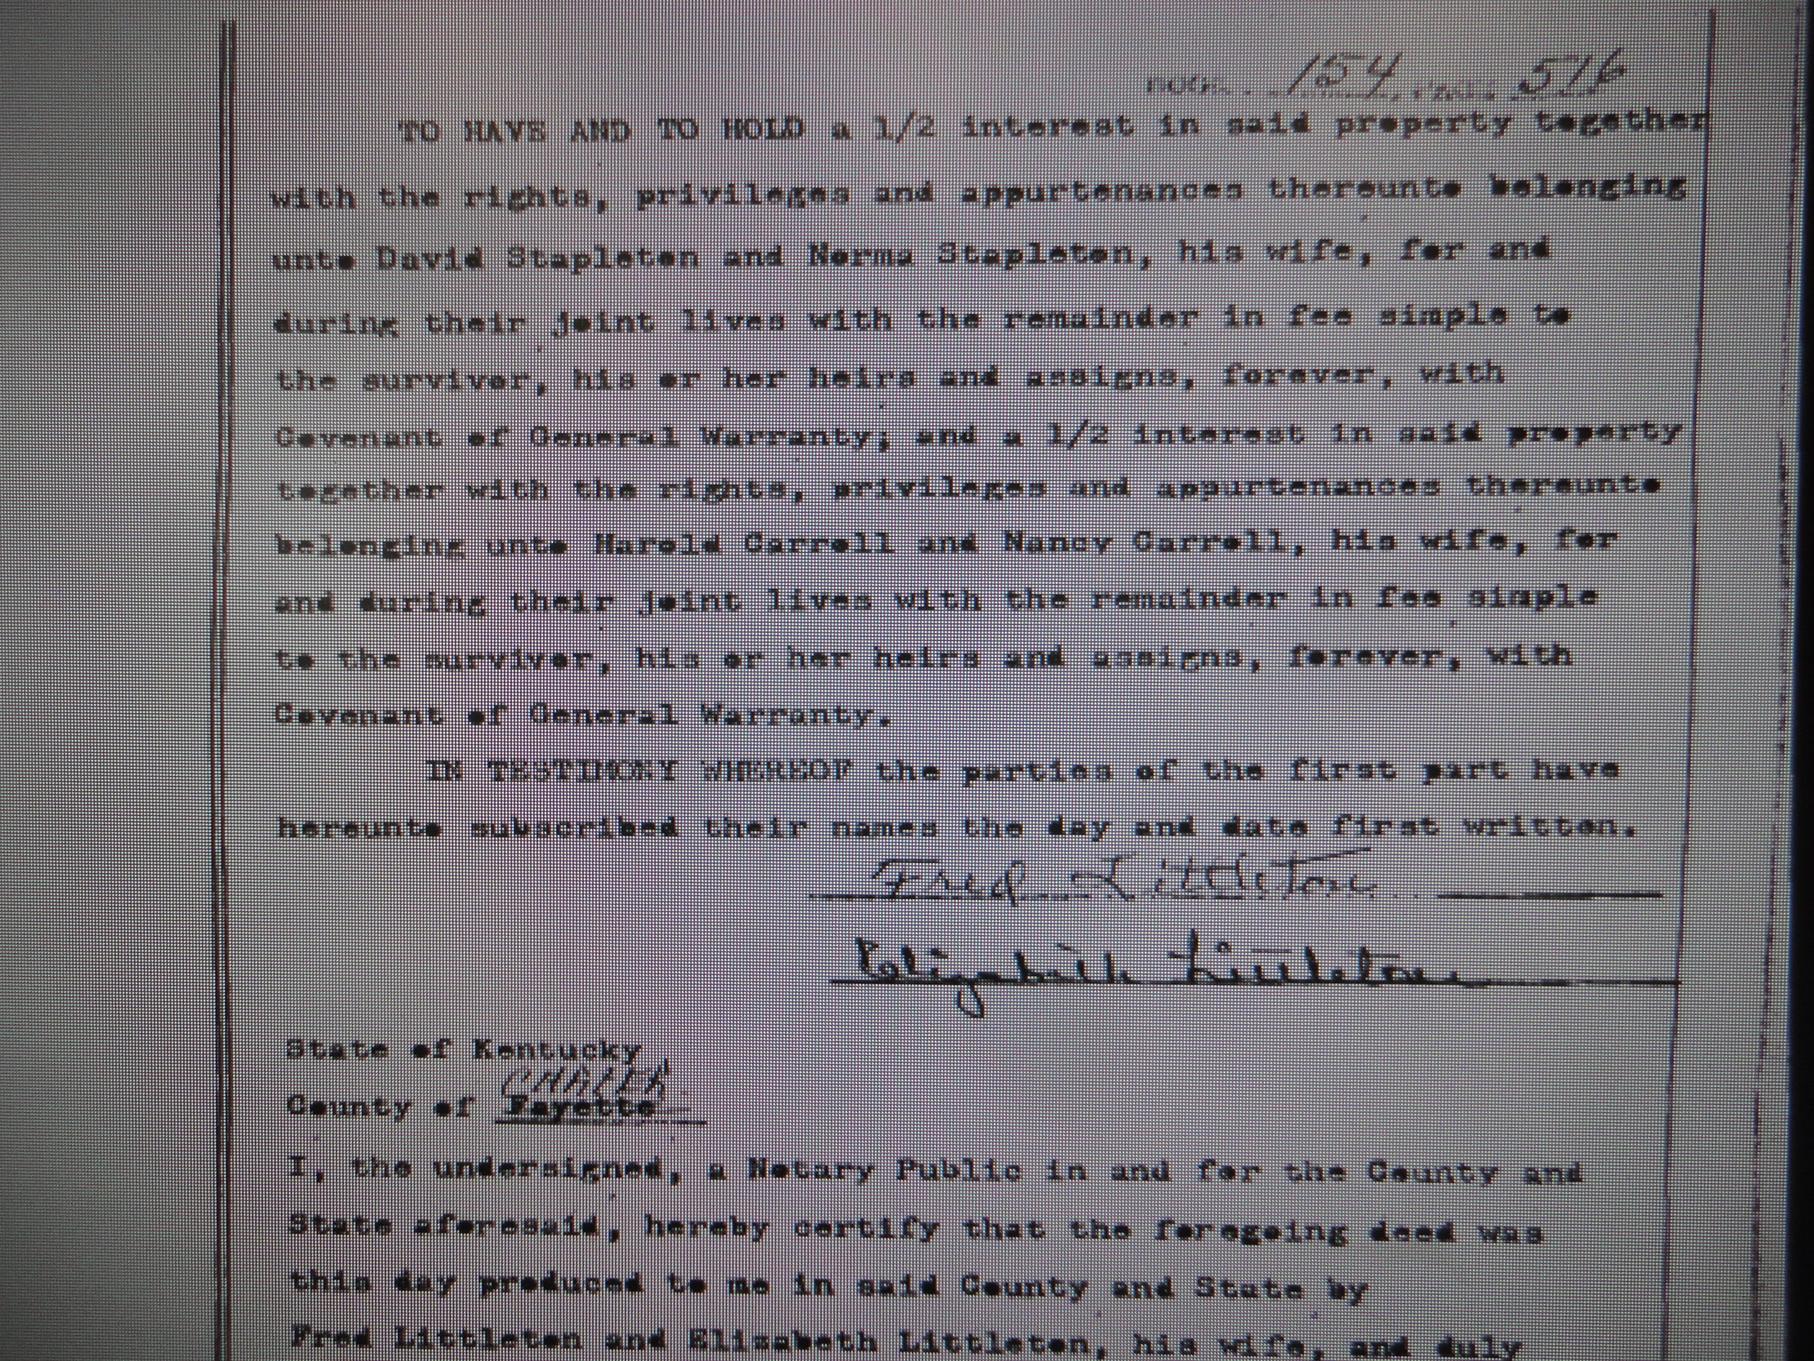 BOOK 154 PAGE 576
TO HAVE AND TO HOLD a 1/2 interest in said property together
with the rights, privileges and appurtenances thereunto belonging
unto David Stapleton and Norma Stapleton, his wife, for and
during their joint lives with the remainder in fee simple to
the survivor, his or her heirs and assigns, forever, with
Covenant of General Warranty; and a 1/2 interest in said property
together with the rights, privileges and appurtenances thereunto
belonging unto Harold Carroll and Nancy Carroll, his wife, for
and during their joint lives with the remainder in fee simple
to the survivor, his or her heirs and assigns, forever, with
Covenant of General Warranty.
IN TESTIMONY WHEREOF the parties of the first part have
hereunto subscribed their names the day and date first written.
Fred Littleton
Elizabeth Littleton
State of Kentucky
County of Fayette
I, the undersigned, a Notary Public in and for the County and
State aforesaid, hereby certify that the foregoing deed was
this day produced to me in said County and State by
Fred Littleton and Elizabeth Littleton, his wife, and duly